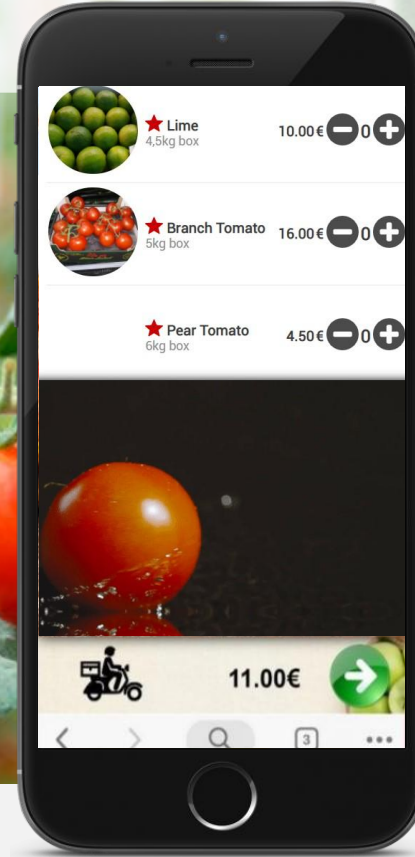 Lime
4,5kg box
10.00€
0
Branch Tomato
5kg box
16.00€
0
Pear Tomato
6kg box
4.50€
0
11.00€
3